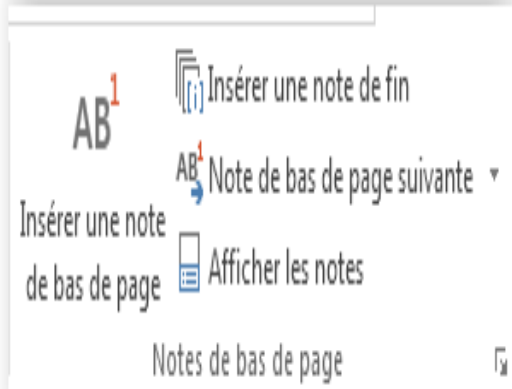 AB1
Insérer une note
de bas de page
[i] Insérer une note de fin
AB1 Note de bas de page suivante
Afficher les notes
Notes de bas de page